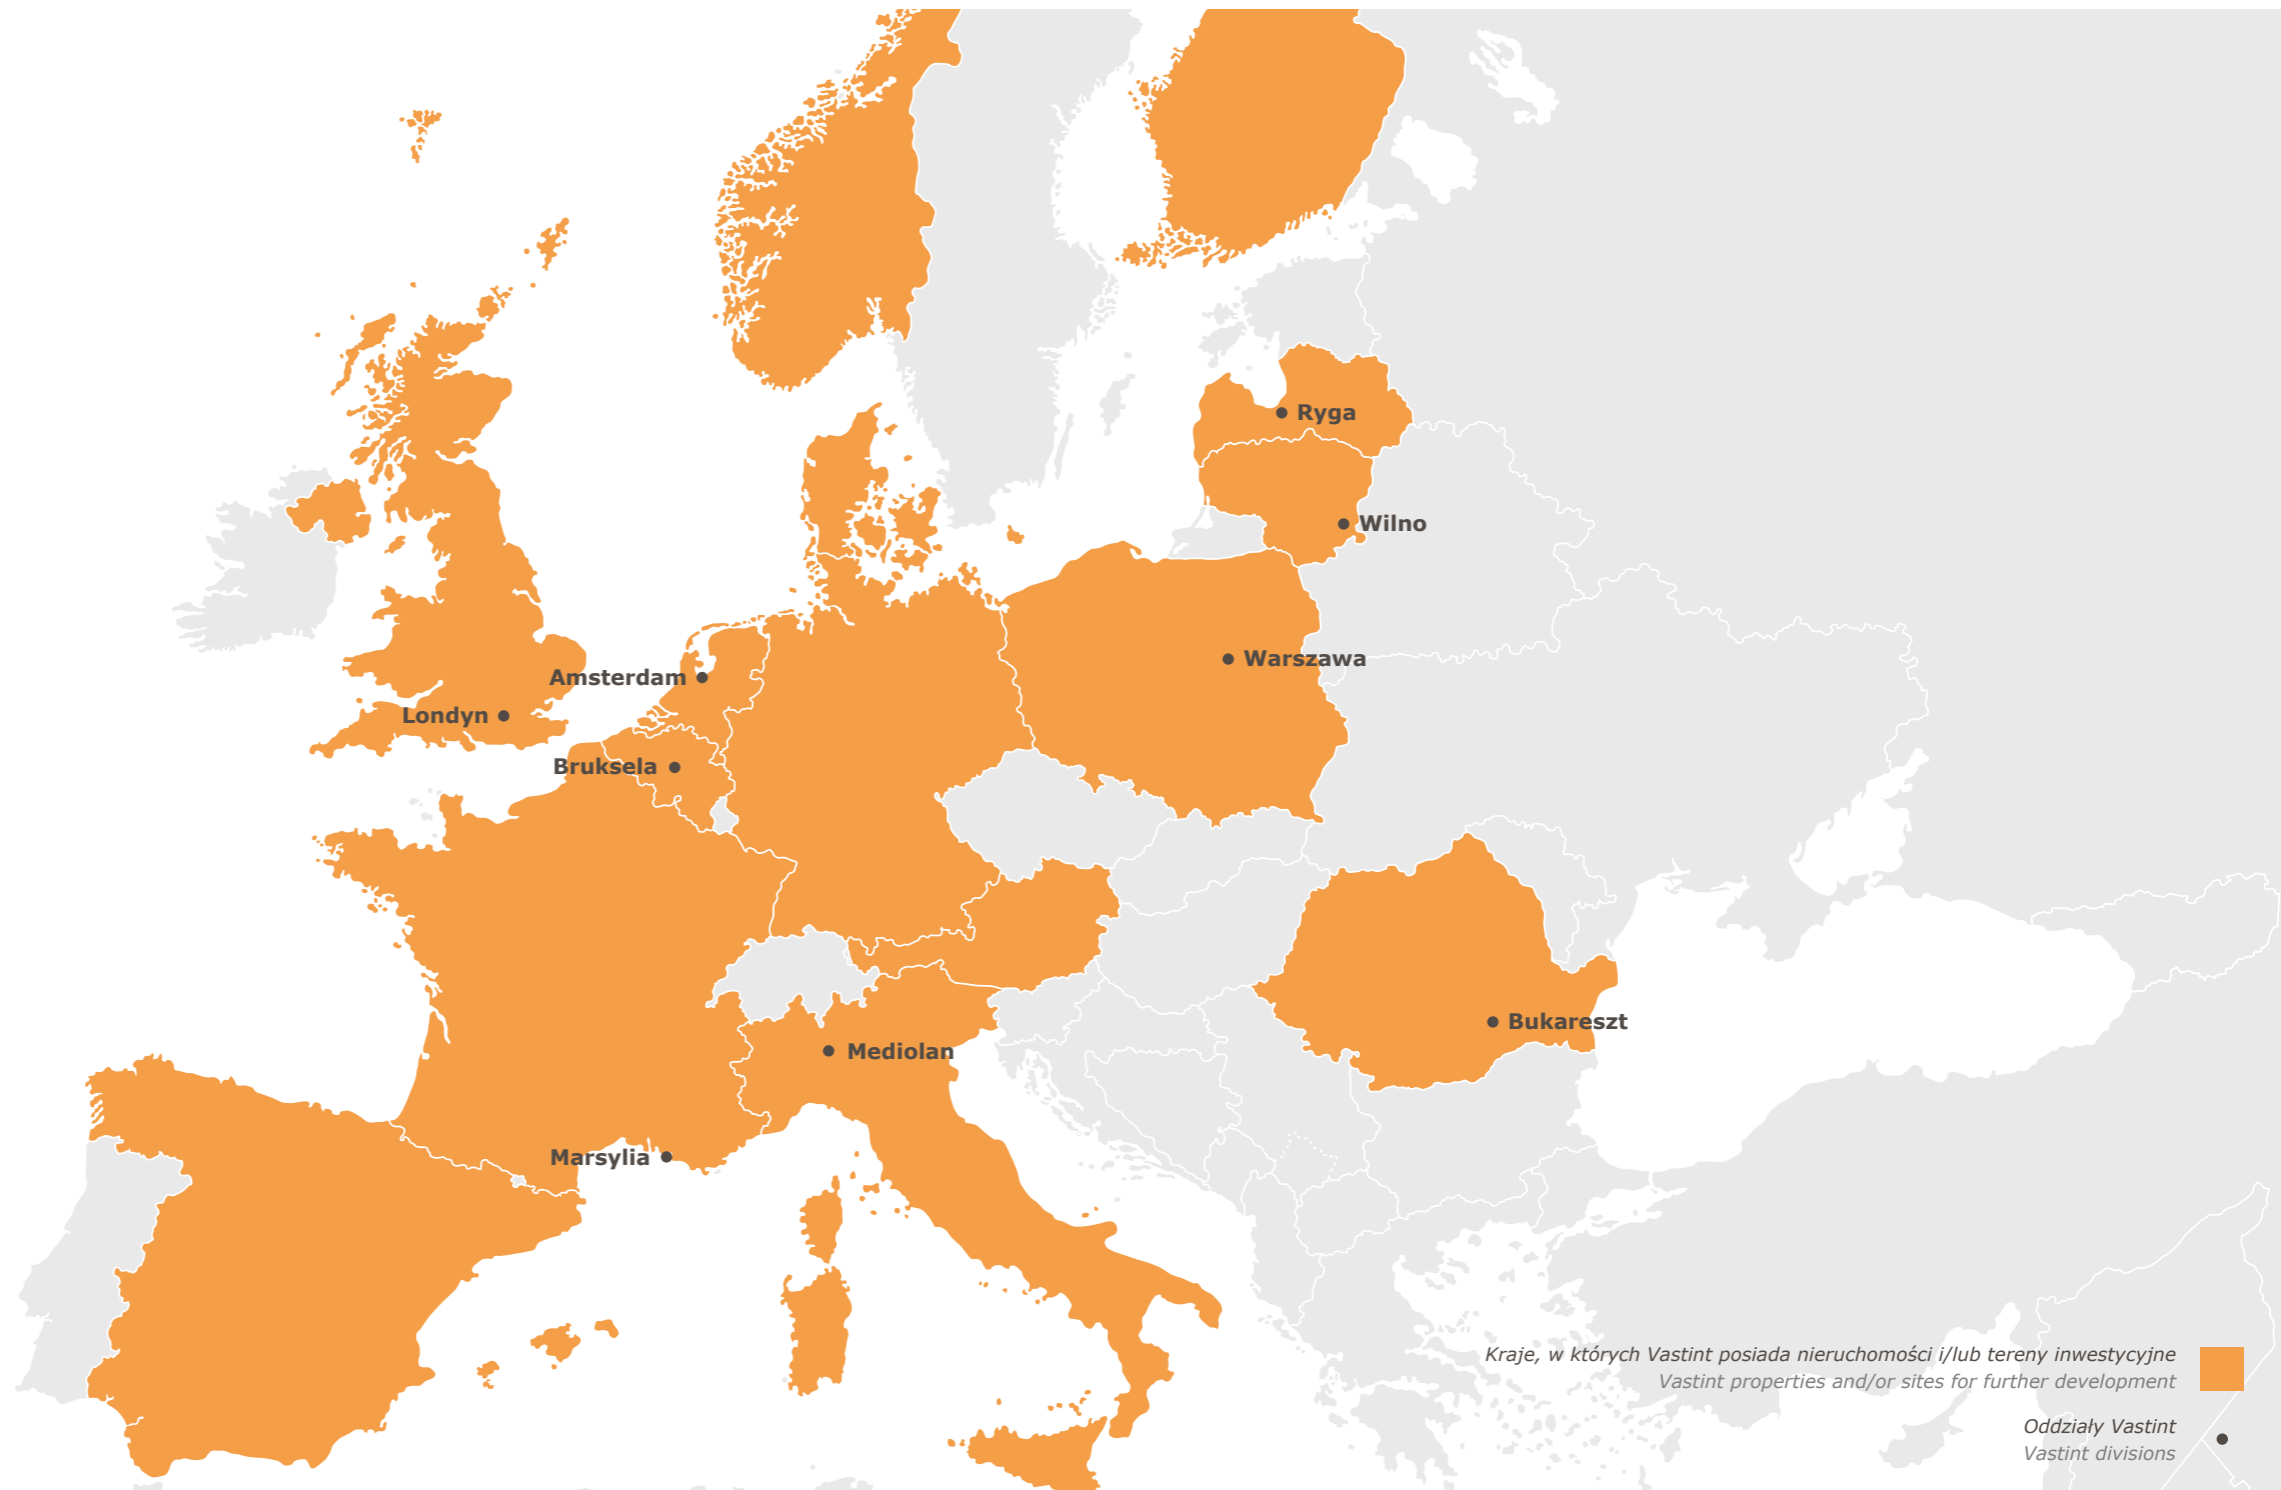 Ryga
Wilno
Warszawa
Amsterdam
Londyn
Bruksela
Bukareszt
Mediolan
Marsylia
Kraje, w których Vastint posiada nieruchomości i/lub tereny inwestycyjne
Vastint properties and/or sites for further development
Oddziały Vastint
Vastint divisions